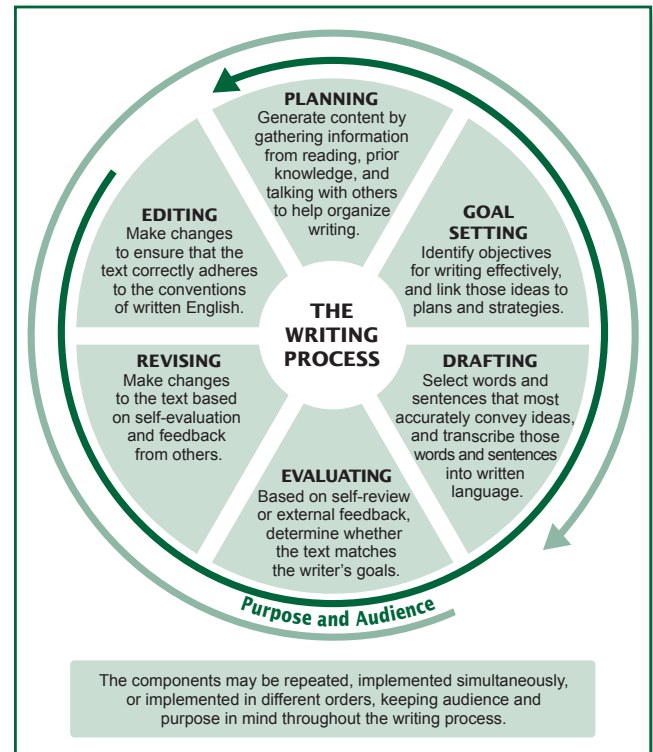 PLANNING
Generate content by
gathering information
from reading, prior
knowledge, and
talking with others
to help organize
writing.
GOAL
SETTING
Identify objectives
for writing effectively,
and link those ideas to
plans and strategies.
DRAFTING
Select words and
sentences that most
accurately convey ideas,
and transcribe those
words and sentences
into written
language.
EVALUATING
Based on self-review
or external feedback,
determine whether
the text matches
the writer's goals.
REVISING
Make changes
to the text based
on self-evaluation
and feedback
from others.
EDITING
Make changes
to ensure that the
text correctly adheres
to the conventions
of written English.
THE
WRITING
PROCESS
Purpose and Audience
The components may be repeated, implemented simultaneously,
or implemented in different orders, keeping audience and
purpose in mind throughout the writing process.